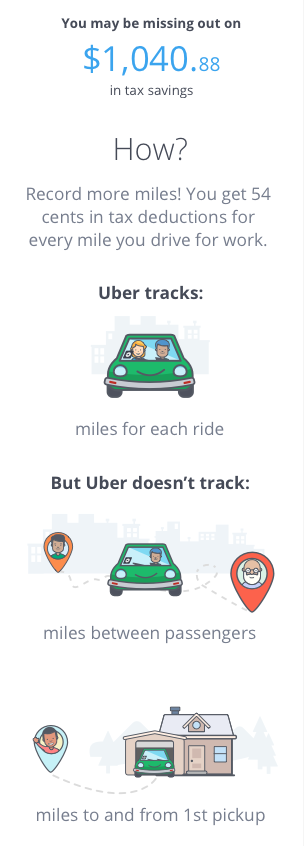 You may be missing out on
$1,040.88
in tax savings
How?
Record more miles! You get 54
cents in tax deductions for
every mile you drive for work.
Uber tracks:
miles for each ride
But Uber doesn’t track:
miles between passengers
miles to and from 1st pickup